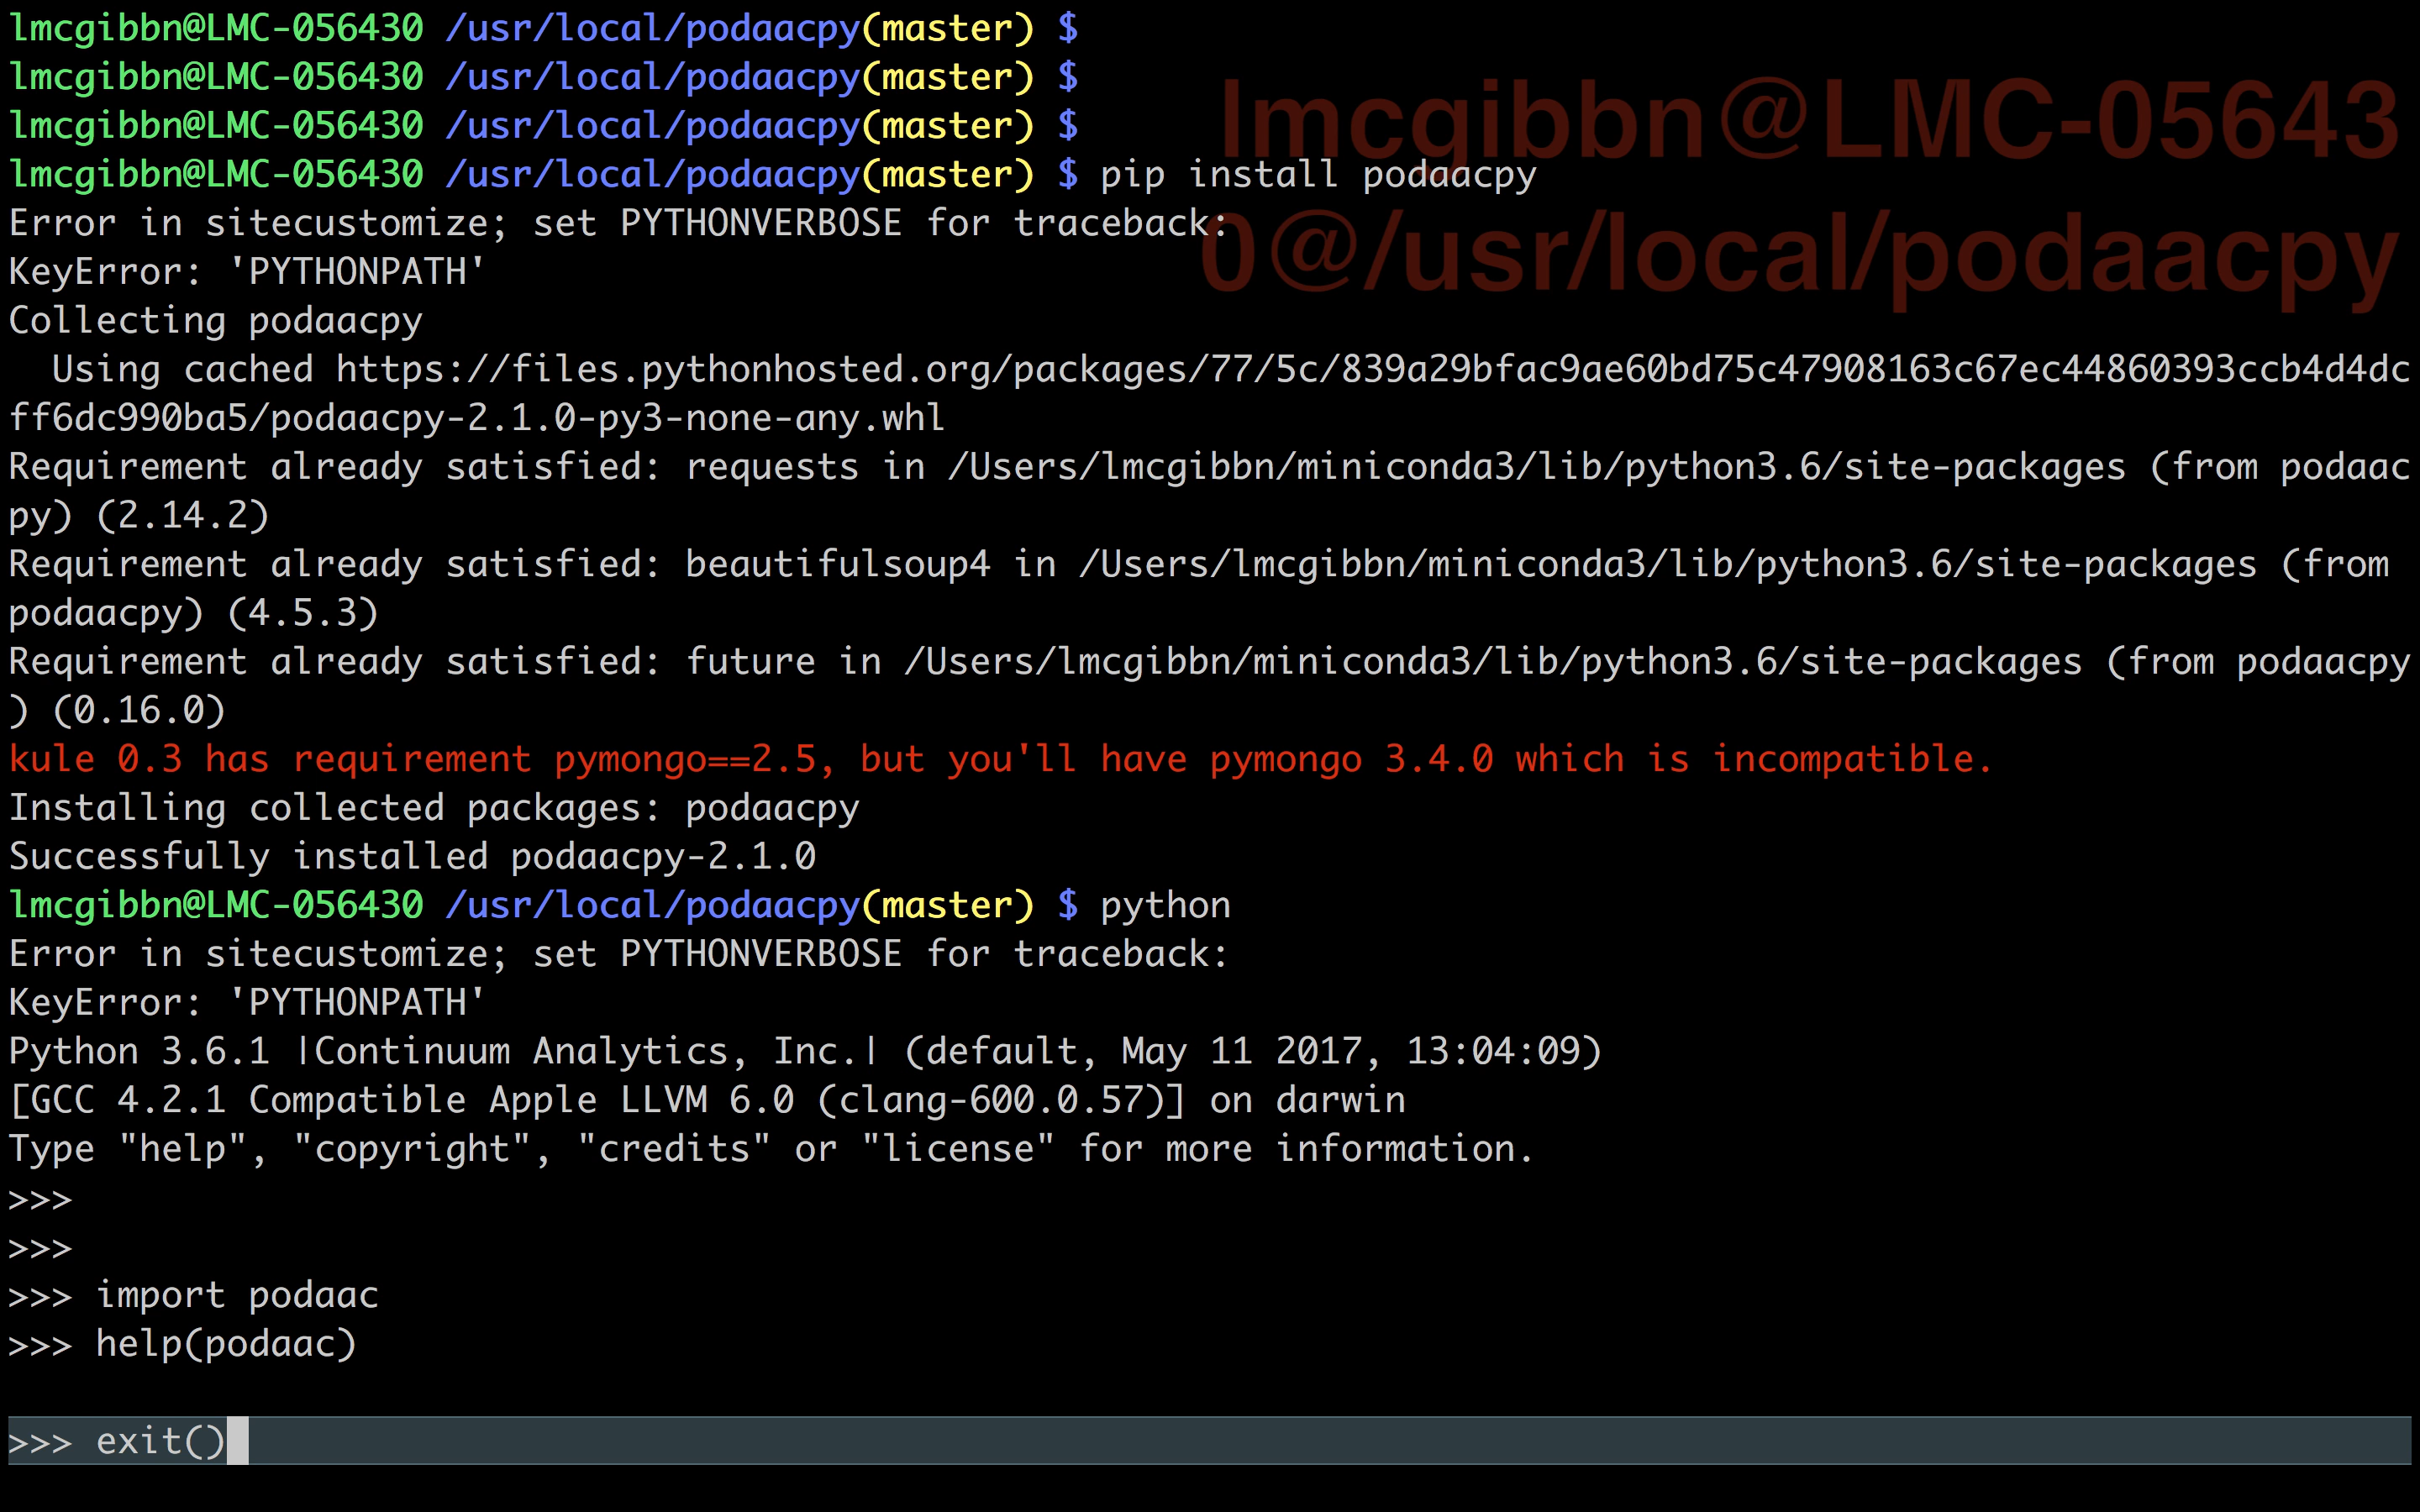 lmcgibbn@LMC-056430 /usr/local/podaacpy(master) $
lmcgibbn@LMC-056430 /usr/local/podaacpy(master) $
lmcgibbn@LMC-056430 /usr/local/podaacpy(master) $
lmcgibbn@LMC-056430 /usr/local/podaacpy(master) $ pip install podaacpy
lmcgibbn@LMC-05643
0@/usr/local/podaacpy
Error in sitecustomize; set PYTHONVERBOSE for traceback:
KeyError: 'PYTHONPATH'
Collecting podaacpy
  Using cached https://files.pythonhosted.org/packages/77/5c/839a29bfac9ae60bd75c47908163c67ec44860393ccb4d4dc
ff6dc990ba5/podaacpy-2.1.0-py3-none-any.whl
Requirement already satisfied: requests in /Users/lmcgibbn/miniconda3/lib/python3.6/site-packages (from podaac
py) (2.14.2)
Requirement already satisfied: beautifulsoup4 in /Users/lmcgibbn/miniconda3/lib/python3.6/site-packages (from
podaacpy) (4.5.3)
Requirement already satisfied: future in /Users/lmcgibbn/miniconda3/lib/python3.6/site-packages (from podaacpy
) (0.16.0)
kule 0.3 has requirement pymongo==2.5, but you'll have pymongo 3.4.0 which is incompatible.
Installing collected packages: podaacpy
Successfully installed podaacpy-2.1.0
lmcgibbn@LMC-056430 /usr/local/podaacpy(master) $ python
Error in sitecustomize; set PYTHONVERBOSE for traceback:
KeyError: 'PYTHONPATH'
Python 3.6.1 |Continuum Analytics, Inc.| (default, May 11 2017, 13:04:09)
[GCC 4.2.1 Compatible Apple LLVM 6.0 (clang-600.0.57)] on darwin
Type "help", "copyright", "credits" or "license" for more information.
>>>
>>>
>>> import podaac
>>> help(podaac)
>>> exit()